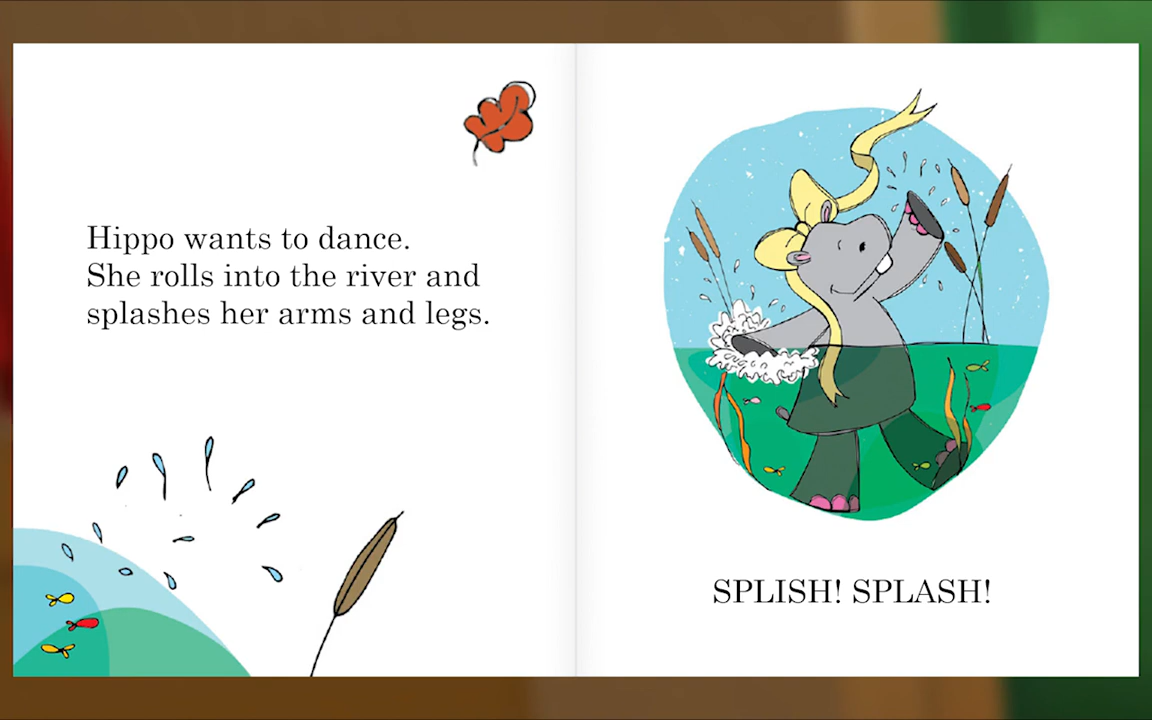 Hippo wants to dance.
She rolls into the river and
splashes her arms and legs.
SPLISH! SPLASH!